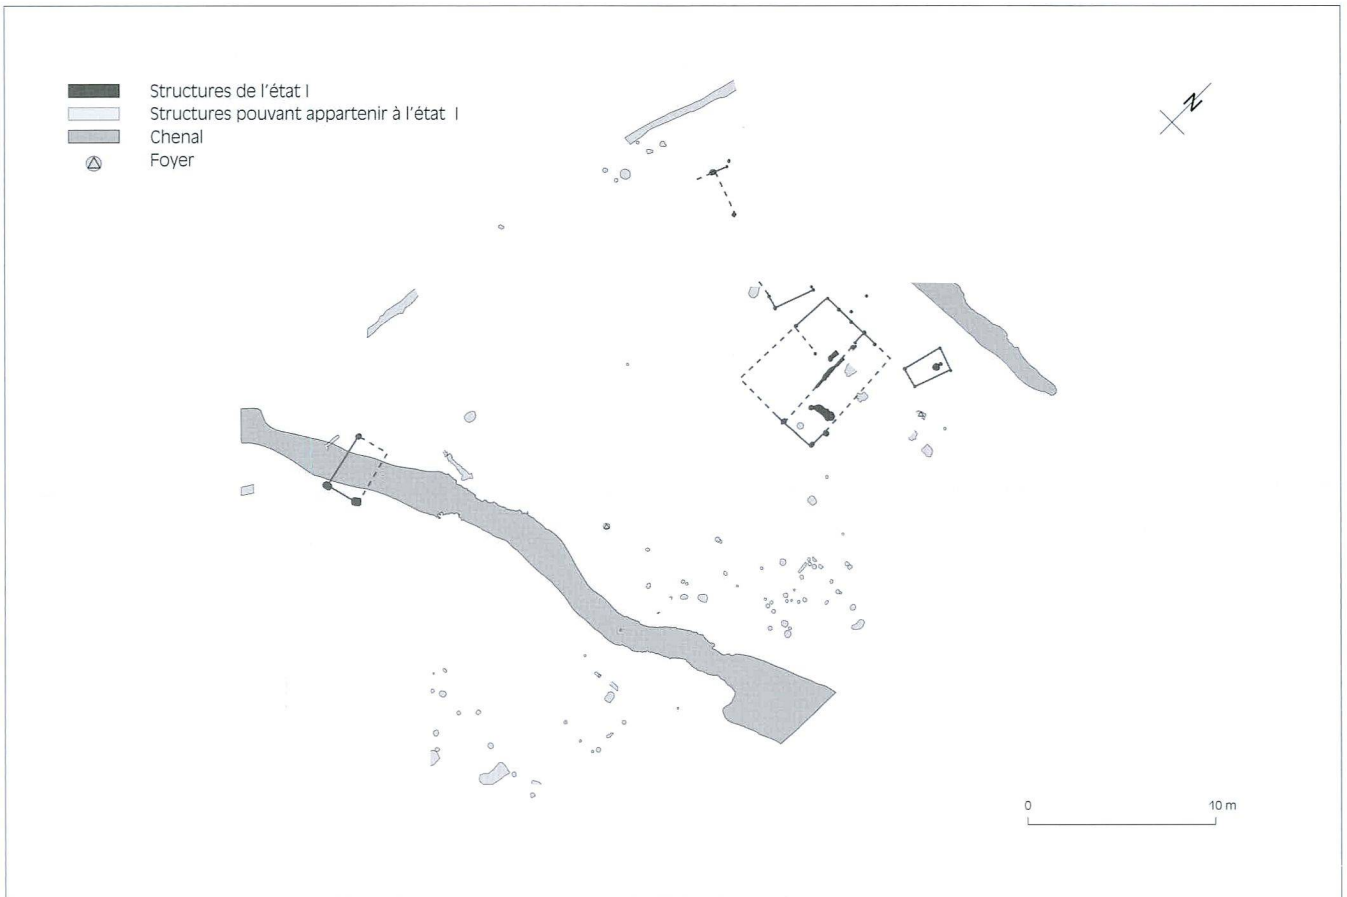 Structures de l'état I
Structures pouvant appartenir à l'état I
Chenal
Foyer
N
0 10 m